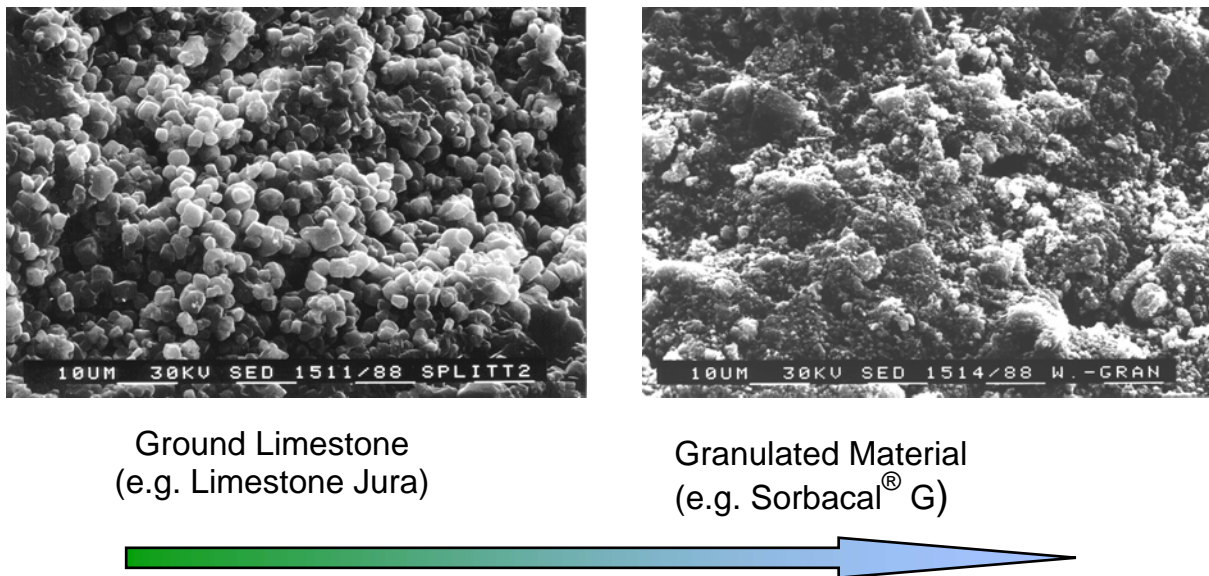 10UM 30KV SED 1511/88 SPLITT2
10UM 30KV SED 1514/88 W.-GRAN
Ground Limestone
(e.g. Limestone Jura)
Granulated Material
(e.g. Sorbacal® G)